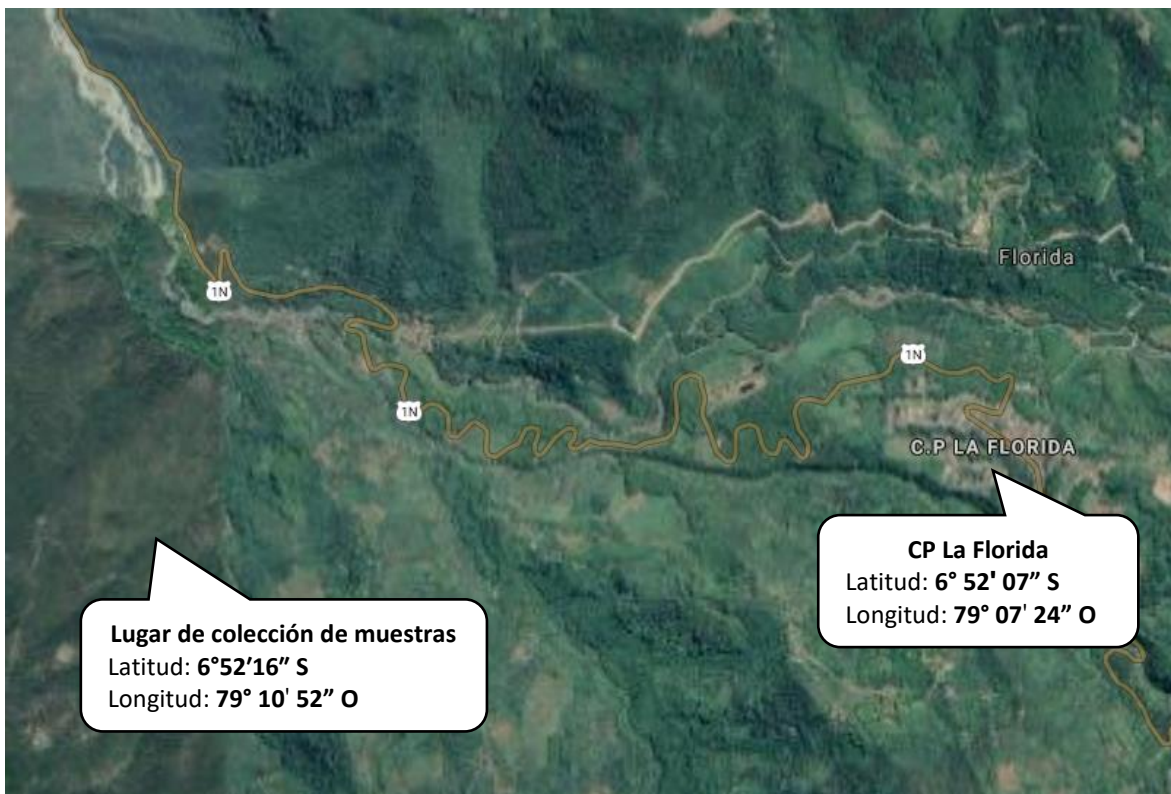 1N
Florida
1N
1N
C.P LA FLORIDA
CP La Florida
Latitud: 6° 52' 07” S
Longitud: 79° 07' 24” O
Lugar de colección de muestras
Latitud: 6°52’16” S
Longitud: 79° 10' 52” O